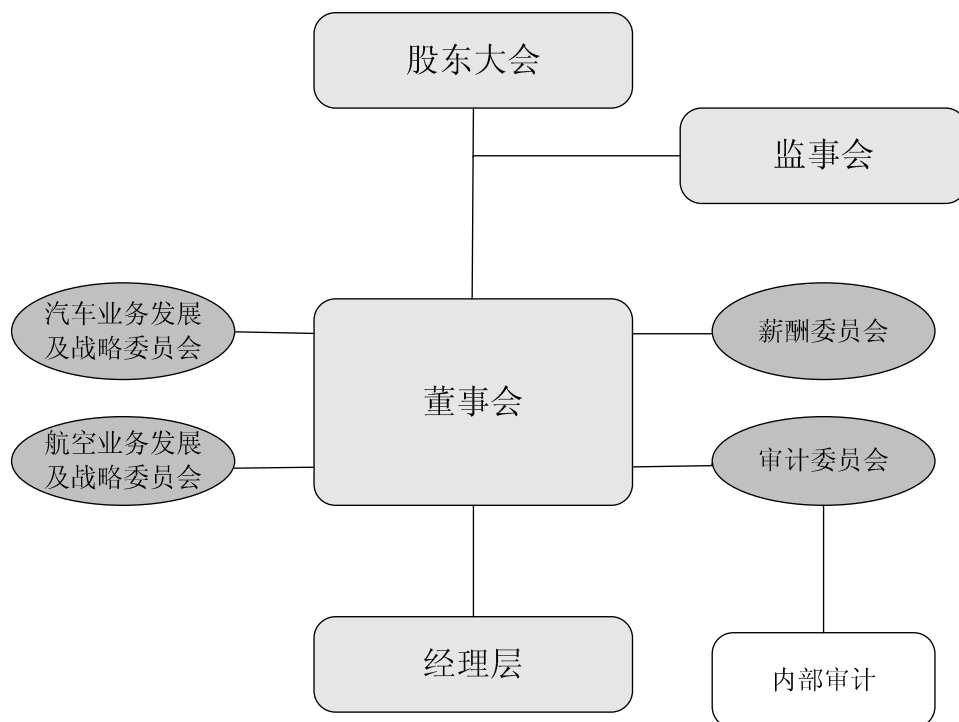 股东大会
监事会
汽车业务发展
及战略委员会
薪酬委员会
董事会
航空业务发展
及战略委员会
审计委员会
经理层
内部审计